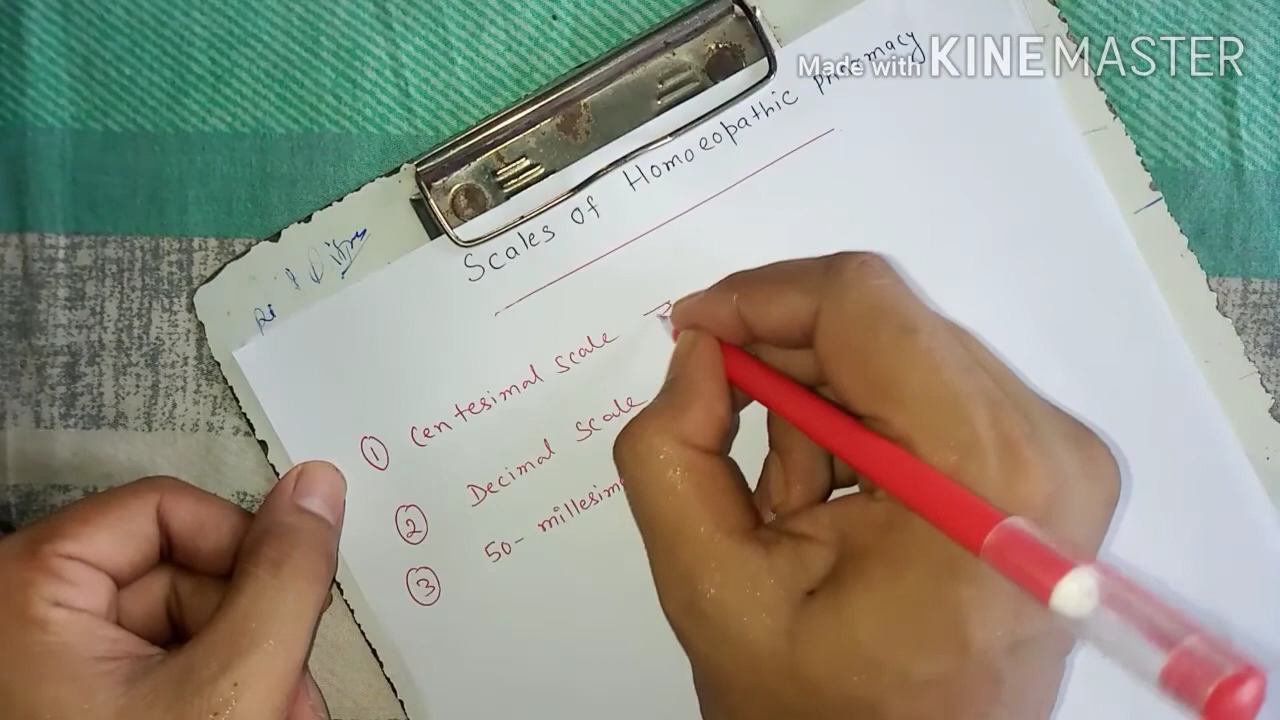 Made with KINEMASTER
Scales of Homoeopathic pharmacy
① Centesimal scale →
② Decimal scale
③ 50- millesim